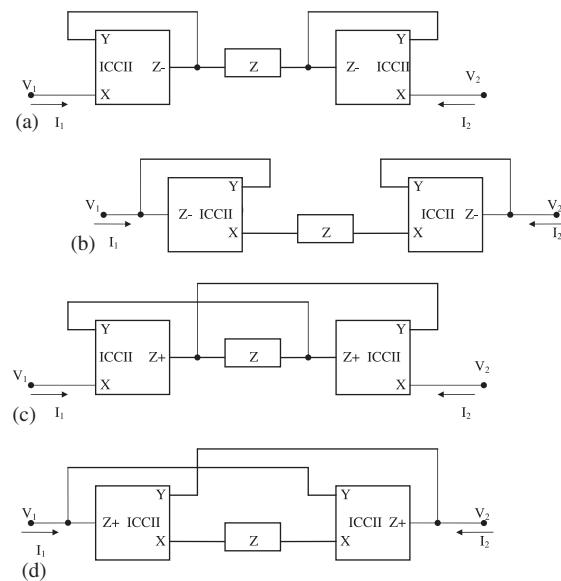 Y Y
ICCII Z- Z Z- ICCII
V1 X X V2
I1 I2
(a)
Y Y
V1 Z- ICCII ICCII Z- V2
X Z X
I1 I2
(b)
Y Y
ICCII Z+ Z Z+ ICCII
V1 X X V2
I1 I2
(c)
Y Y
V1 Z+ ICCII ICCII Z+ V2
X Z X
I1 I2
(d)